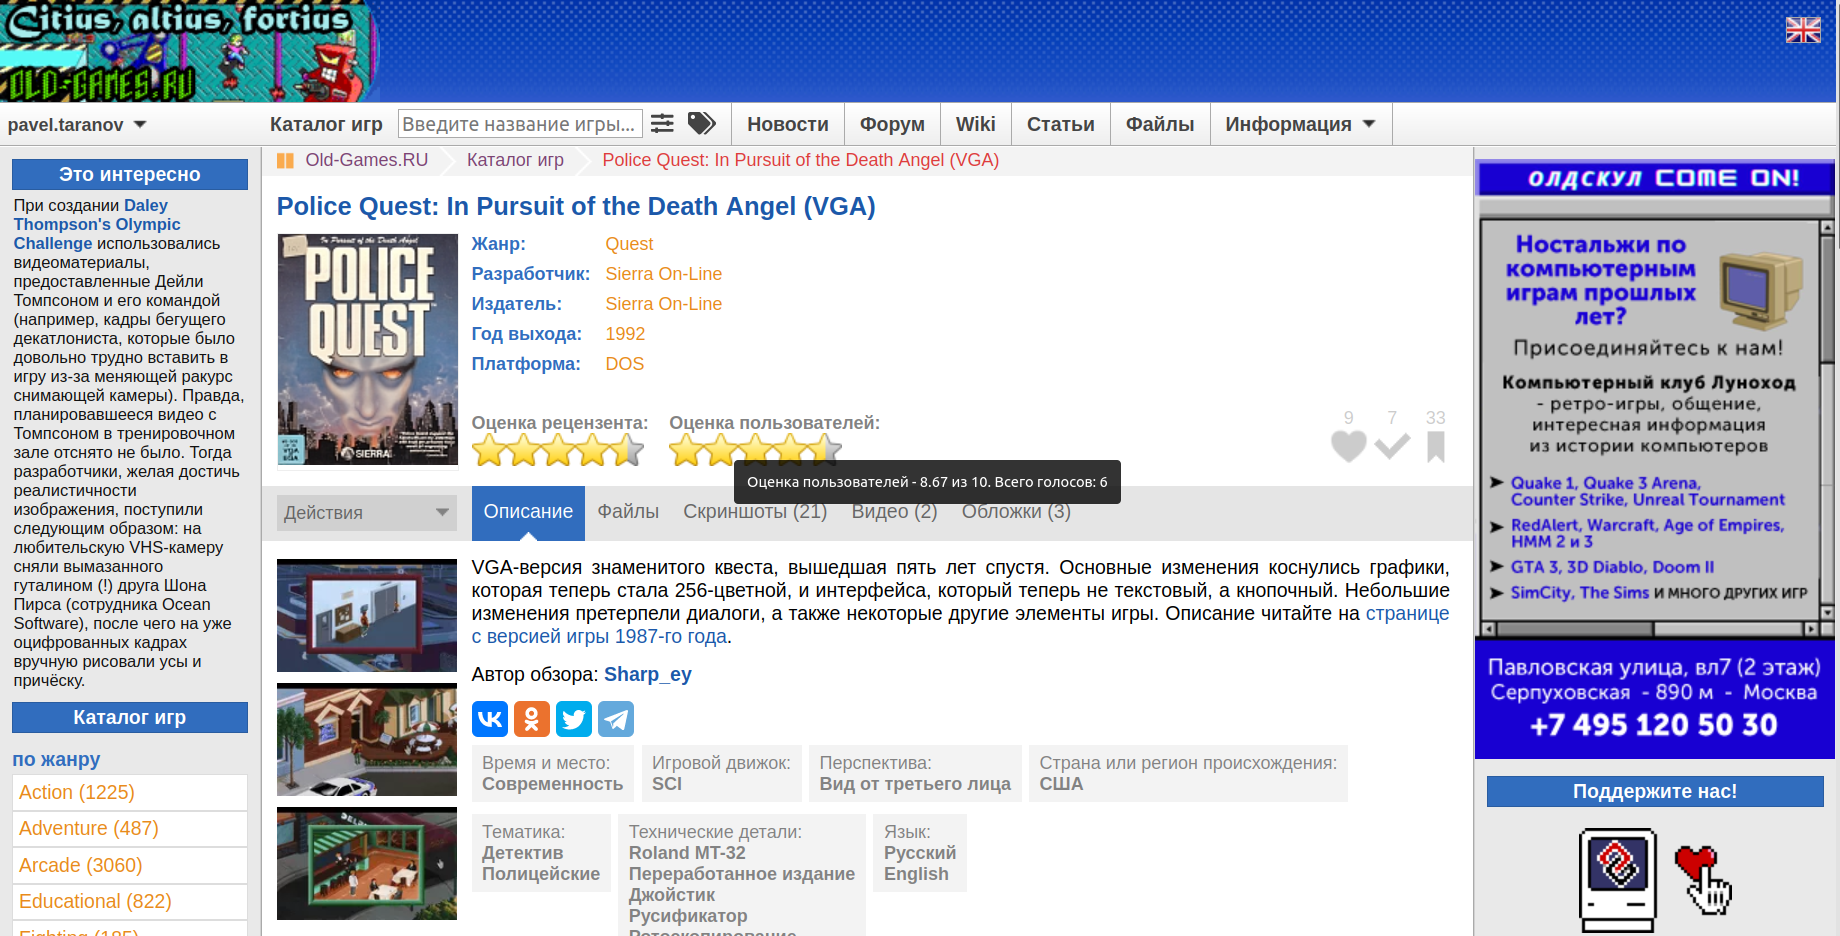 Citius, altius, fortius
OLD-GAMES.RU
pavel.taranov
Каталог игр
Введите название игры...
Новости
Форум
Wiki
Статьи
Файлы
Информация
Это интересно
При создании Daley
Thompson's Olympic
Challenge использовались
видеоматериалы,
предоставленные Дейли
Томпсоном и его командой
(например, кадры бегущего
декатлониста, которые было
довольно трудно вставить в
игру из-за меняющей ракурс
снимающей камеры). Правда,
планировавшееся видео с
Томпсоном в тренировочном
зале отснято не было. Тогда
разработчики, желая достичь
реалистичности
изображения, поступили
следующим образом: на
любительскую VHS-камеру
сняли вымазанного
гуталином (!) друга Шона
Пирса (сотрудника Ocean
Software), после чего на уже
оцифрованных кадрах
вручную рисовали усы и
причёску.
Каталог игр
по жанру
Action (1225)
Adventure (487)
Arcade (3060)
Educational (822)
Fighting (185)
Old-Games.RU
Каталог игр
Police Quest: In Pursuit of the Death Angel (VGA)
Police Quest: In Pursuit of the Death Angel (VGA)
In Pursuit of the Death Angel
POLICE
QUEST
SIERRA
Жанр: Quest
Разработчик: Sierra On-Line
Издатель: Sierra On-Line
Год выхода: 1992
Платформа: DOS
Оценка рецензента:
Оценка пользователей:
9
7
33
Оценка пользователей - 8.67 из 10. Всего голосов: 6
Действия
Описание
Файлы
Скриншоты (21)
Видео (2)
Обложки (3)
VGA-версия знаменитого квеста, вышедшая пять лет спустя. Основные изменения коснулись графики,
которая теперь стала 256-цветной, и интерфейса, который теперь не текстовый, а кнопочный. Небольшие
изменения претерпели диалоги, а также некоторые другие элементы игры. Описание читайте на странице
с версией игры 1987-го года.
Автор обзора: Sharp_ey
Время и место:
Современность
Игровой движок:
SCI
Перспектива:
Вид от третьего лица
Страна или регион происхождения:
США
Тематика:
Детектив
Полицейские
Технические детали:
Roland MT-32
Переработанное издание
Джойстик
Русификатор
Ротоскопирование
Язык:
Русский
English
ОЛДСКУЛ COME ON!
Ностальжи по
компьютерным
играм прошлых
лет?
Присоединяйтесь к нам!
Компьютерный клуб Луноход
- ретро-игры, общение,
интересная информация
из истории компьютеров
Quake 1, Quake 3 Arena,
Counter Strike, Unreal Tournament
RedAlert, Warcraft, Age of Empires,
HMM 2 и 3
GTA 3, 3D Diablo, Doom II
SimCity, The Sims И МНОГО ДРУГИХ ИГР
Павловская улица, вл7 (2 этаж)
Серпуховская - 890 м - Москва
+7 495 120 50 30
Поддержите нас!